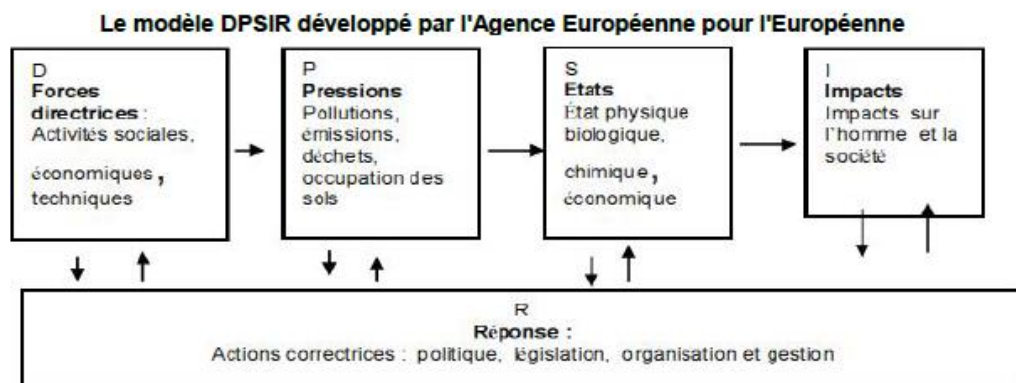 Le modèle DPSIR développé par l'Agence Européenne pour l'Européenne
D
Forces
directrices :
Activités sociales,
économiques,
techniques
P
Pressions
Pollutions,
émissions,
déchets,
occupation des
sols
S
Etats
État physique
biologique,
chimique,
économique
I
Impacts
Impacts sur
l'homme et la
société
R
Réponse :
Actions correctrices : politique, législation, organisation et gestion